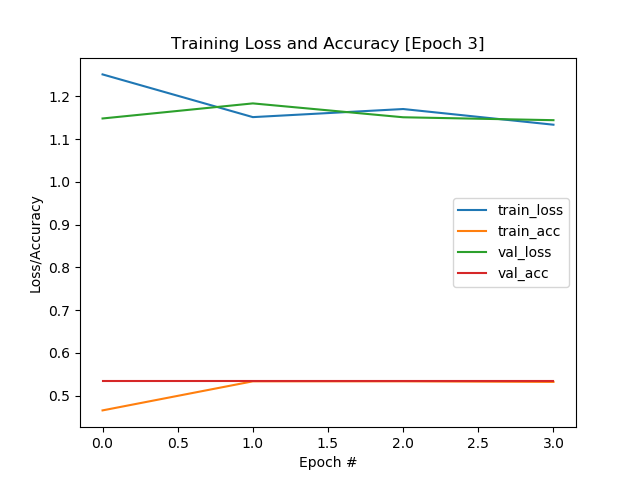 Training Loss and Accuracy [Epoch 3]
1.2
1.1
1.0
0.9
0.8
0.7
0.6
0.5
Loss/Accuracy
train_loss
train_acc
val_loss
val_acc
0.0 0.5 1.0 1.5 2.0 2.5 3.0
Epoch #